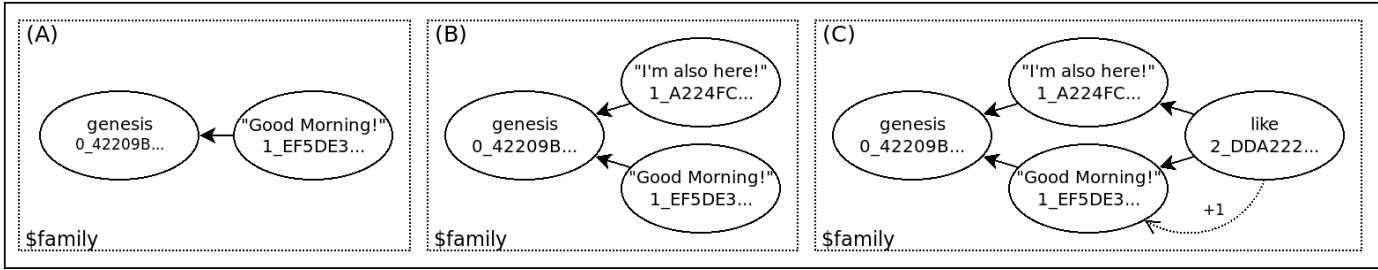 (A)
genesis
0_42209B...
"Good Morning!"
1_EF5DE3...
$family
(B)
"I'm also here!"
1_A224FC...
genesis
0_42209B...
"Good Morning!"
1_EF5DE3...
$family
(C)
"I'm also here!"
1_A224FC...
genesis
0_42209B...
like
2_DDA222...
"Good Morning!"
1_EF5DE3...
+1
$family